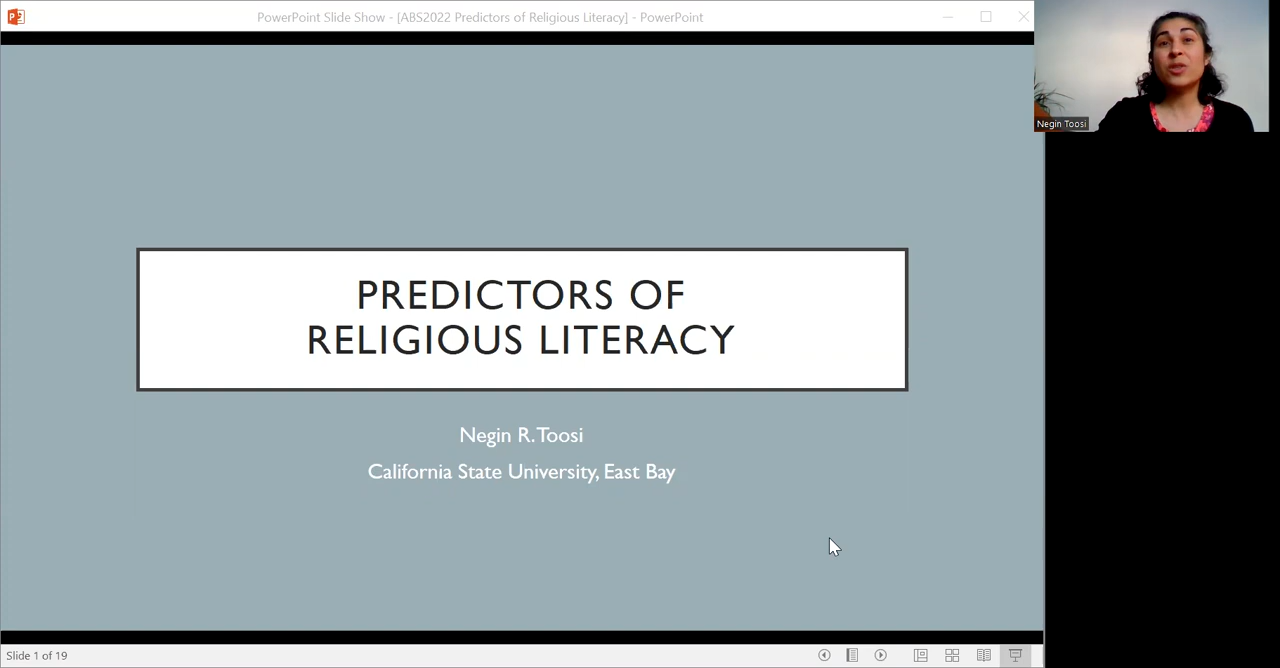 PowerPoint Slide Show - [ABS2022 Predictors of Religious Literacy] - PowerPoint
Negin Toosi
PREDICTORS OF
RELIGIOUS LITERACY
Negin R. Toosi
California State University, East Bay
Slide 1 of 19